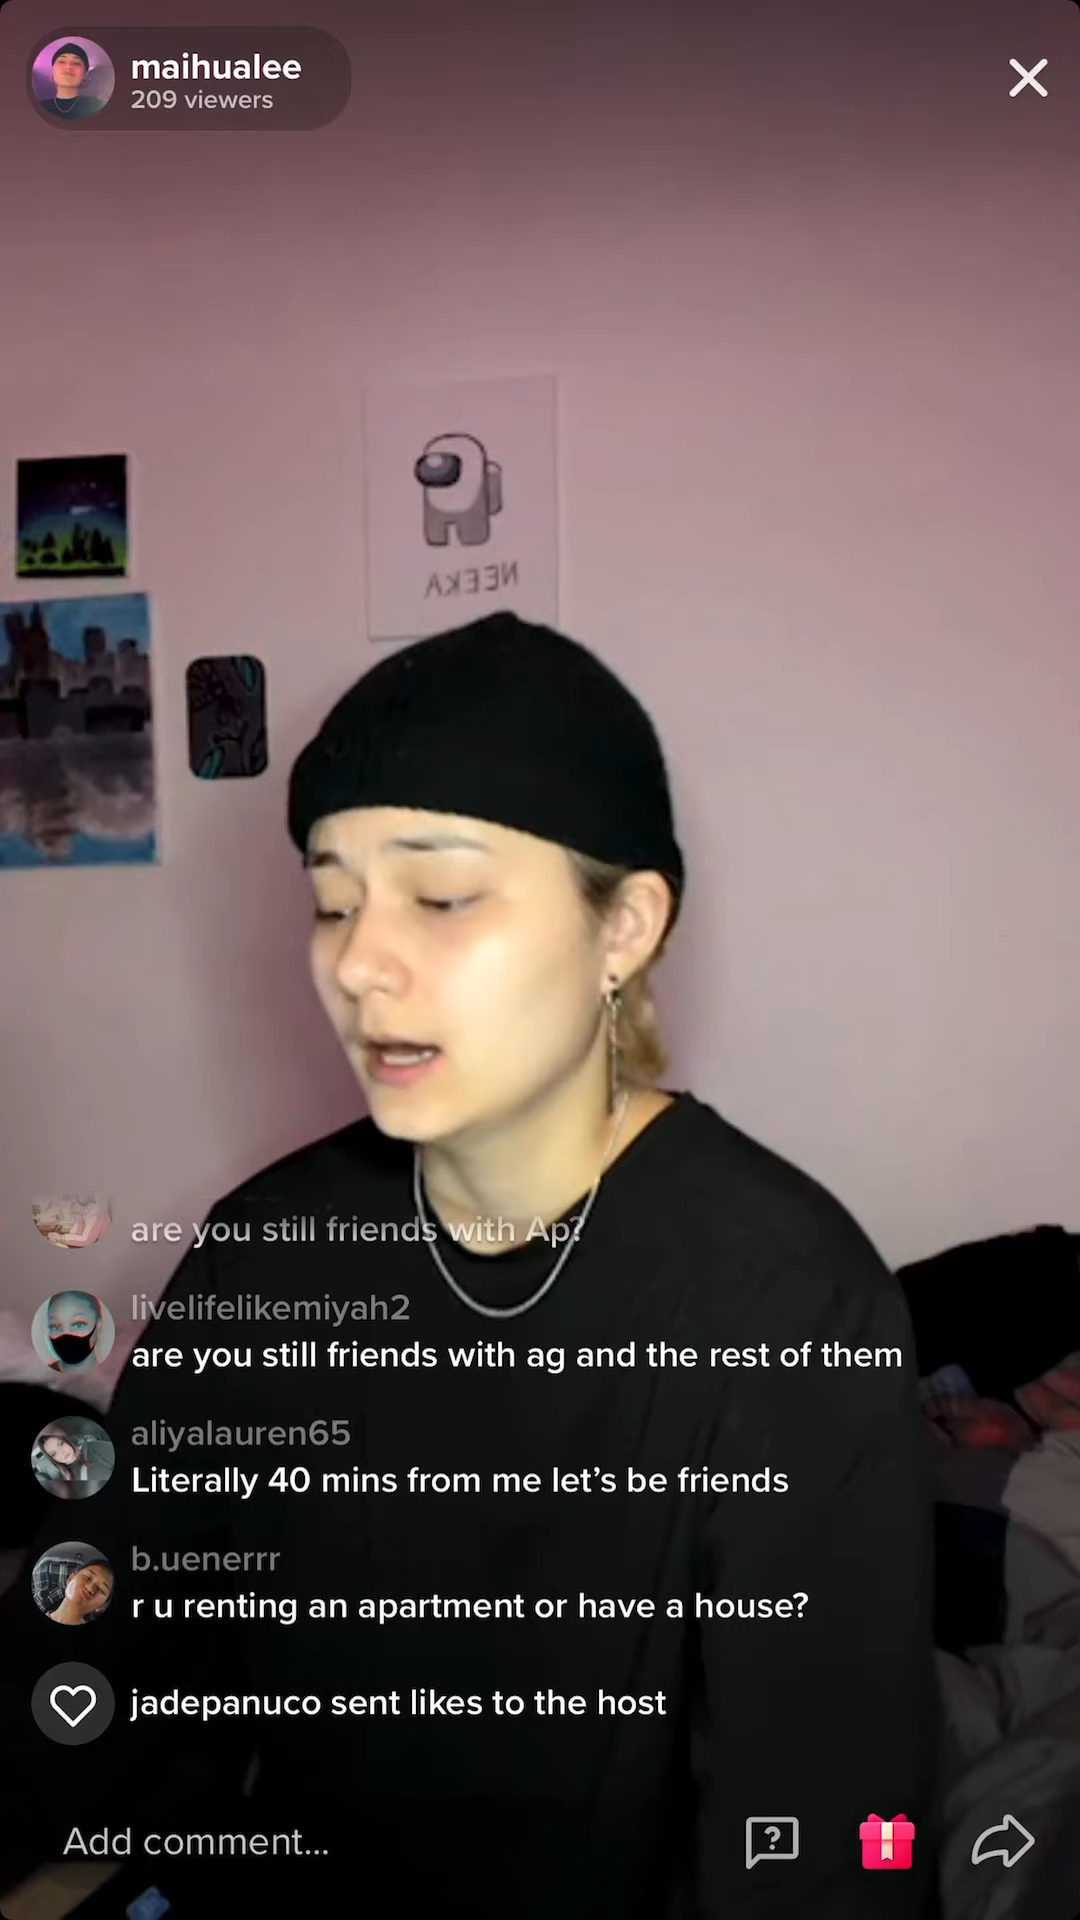 maihualee
209 viewers
NEEKA
are you still friends with Ap?
livelifelikemiyah2
are you still friends with ag and the rest of them
aliyalauren65
Literally 40 mins from me let’s be friends
b.uenerrr
r u renting an apartment or have a house?
jadepanuco sent likes to the host
Add comment...
?